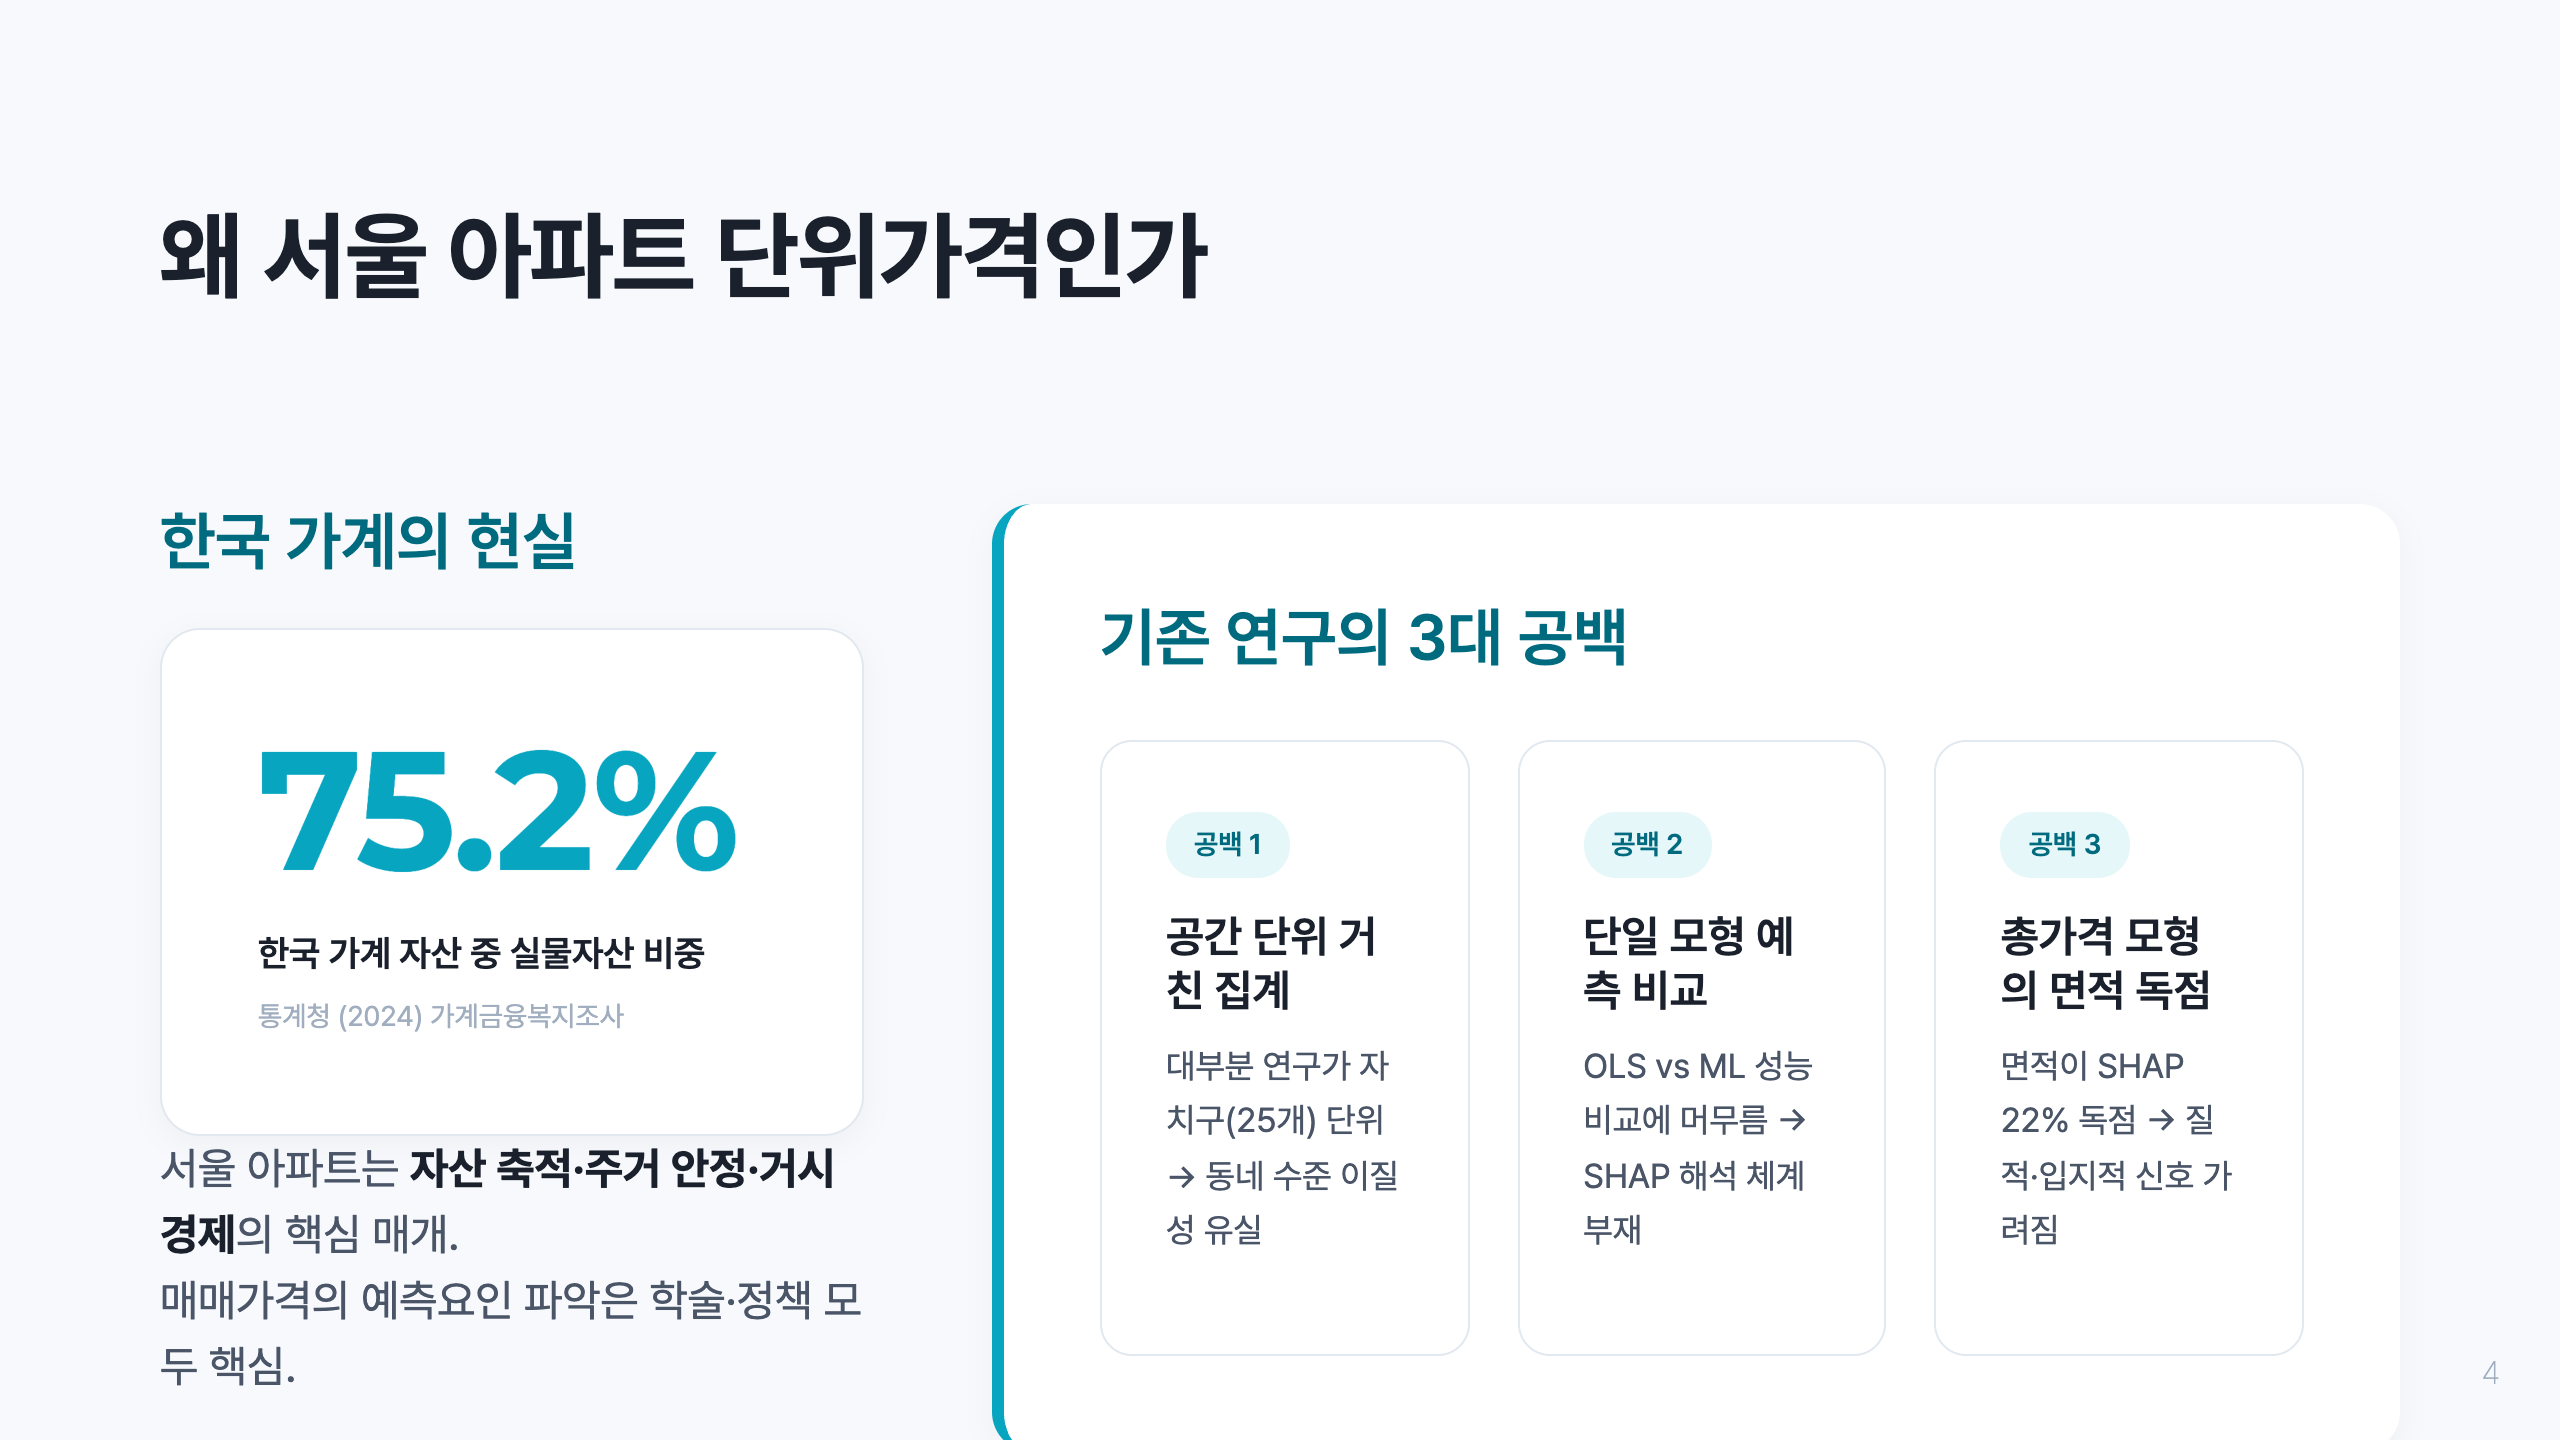 왜 서울 아파트 단위가격인가
한국 가계의 현실
75.2%
한국 가계 자산 중 실물자산 비중
통계청 (2024) 가계금융복지조사
서울 아파트는 자산 축적·주거 안정·거시
경제의 핵심 매개.
매매가격의 예측요인 파악은 학술·정책 모
두 핵심.
기존 연구의 3대 공백
공백 1
공간 단위 거
친 집계
대부분 연구가 자
치구(25개) 단위
→ 동네 수준 이질
성 유실
공백 2
단일 모형 예
측 비교
OLS vs ML 성능
비교에 머무름 →
SHAP 해석 체계
부재
공백 3
총가격 모형
의 면적 독점
면적이 SHAP
22% 독점 → 질
적·입지적 신호 가
려짐
4